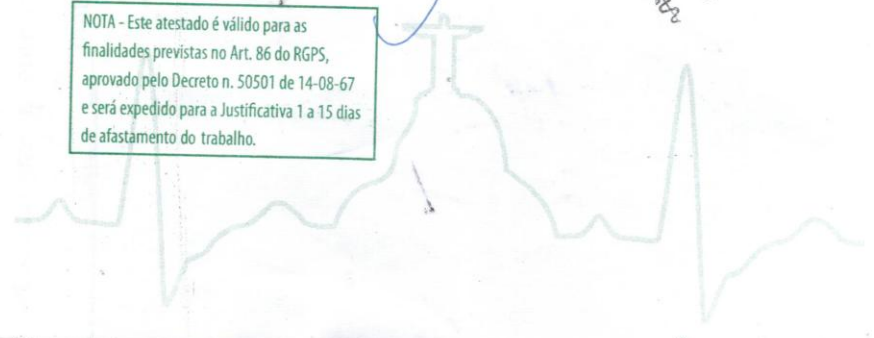 NOTA - Este atestado é válido para as
finalidades previstas no Art. 86 do RGPS,
aprovado pelo Decreto n. 50501 de 14-08-67
e será expedido para a Justificativa 1 a 15 dias
de afastamento do trabalho.